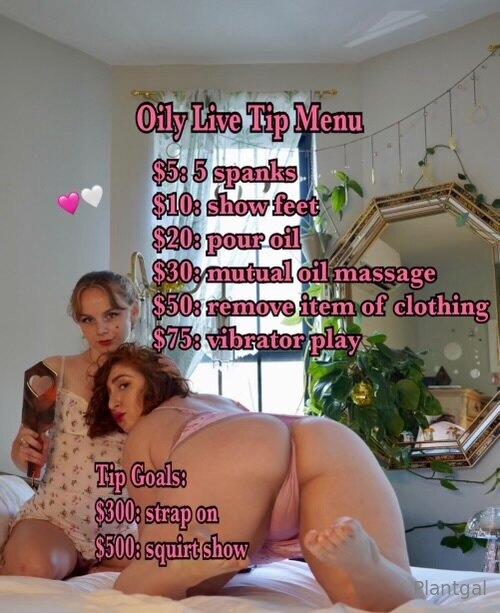 Oily Live Tip Menu
$5: 5 spanks
$10: show feet
$20: pour oil
$30: mutual oil massage
$50: remove item of clothing
$75: vibrator play
Tip Goals:
$300: strap on
$500: squirt show
Plantgal